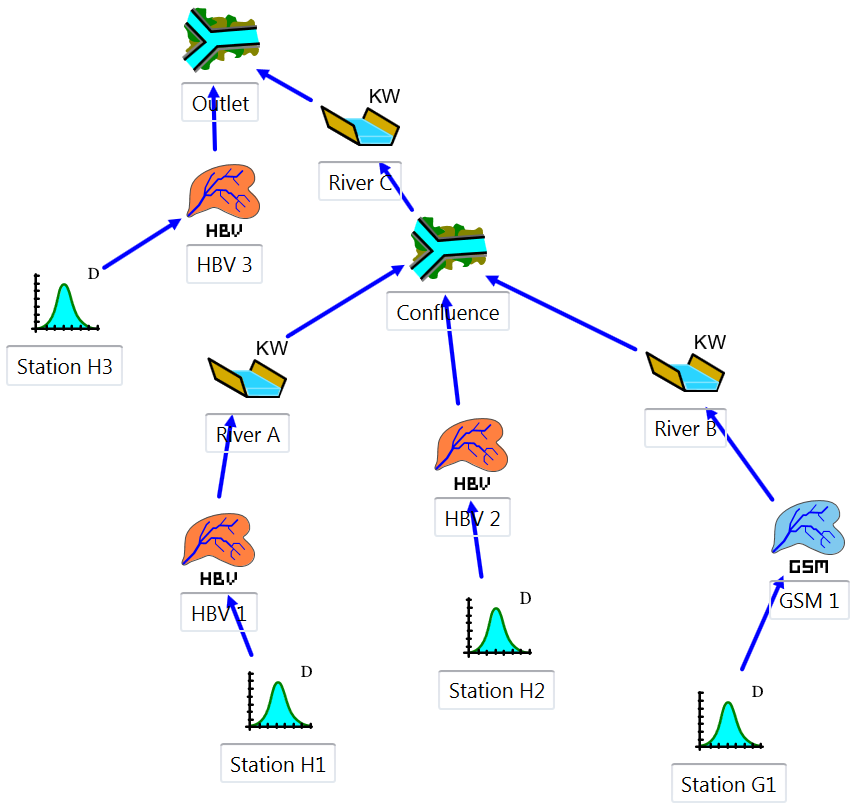 Outlet
KW
River C
HBV
HBV 3
D
Station H3
Confluence
KW
River A
KW
River B
HBV
HBV 2
HBV
HBV 1
GSM
GSM 1
D
Station H2
D
Station H1
D
Station G1